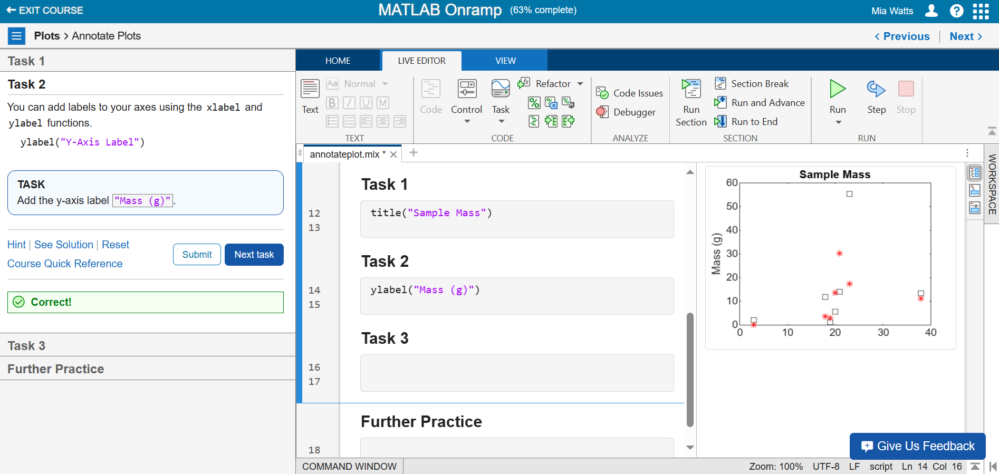 EXIT COURSE
MATLAB Onramp (63% complete)
Mia Watts
Plots > Annotate Plots
Previous
Next
Task 1
Task 2
You can add labels to your axes using the xlabel and
ylabel functions.
ylabel("Y-Axis Label")
TASK
Add the y-axis label "Mass (g)".
Hint
See Solution
Reset
Course Quick Reference
Submit
Next task
Correct!
Task 3
Further Practice
HOME
LIVE EDITOR
VIEW
Text
Aa Normal
B I U M
TEXT
Code
Control
Task
Refactor
CODE
Code Issues
Debugger
ANALYZE
Run
Section
Section Break
Run and Advance
Run to End
SECTION
Run
Step
Stop
RUN
annotateplot.mlx *
Task 1
12 title("Sample Mass")
13
Task 2
14 ylabel("Mass (g)")
15
Task 3
16
17
Further Practice
18
Sample Mass
Mass (g)
60
50
40
30
20
10
0
0 10 20 30 40
WORKSPACE
Give Us Feedback
COMMAND WINDOW
Zoom: 100% UTF-8 LF script Ln 14 Col 16